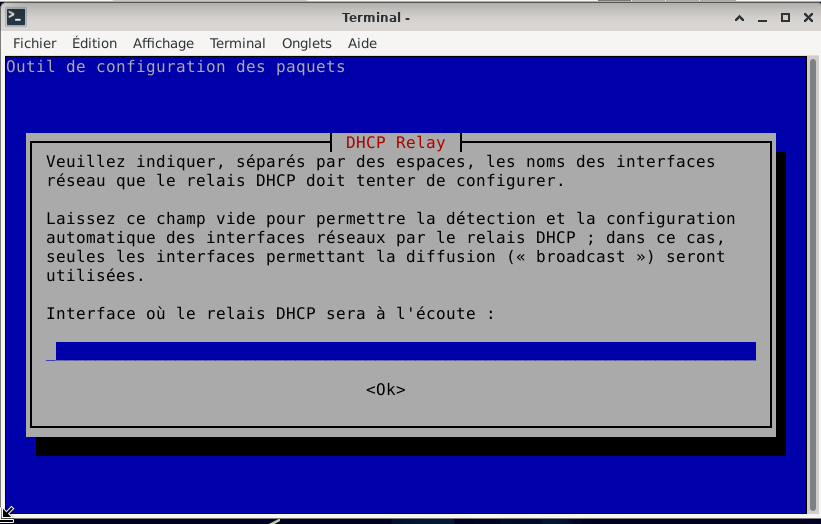 Terminal -
Fichier Édition Affichage Terminal Onglets Aide
Outil de configuration des paquets
DHCP Relay
Veuillez indiquer, séparés par des espaces, les noms des interfaces
réseau que le relais DHCP doit tenter de configurer.
Laissez ce champ vide pour permettre la détection et la configuration
automatique des interfaces réseaux par le relais DHCP ; dans ce cas,
seules les interfaces permettant la diffusion (« broadcast ») seront
utilisées.
Interface où le relais DHCP sera à l'écoute :
<Ok>